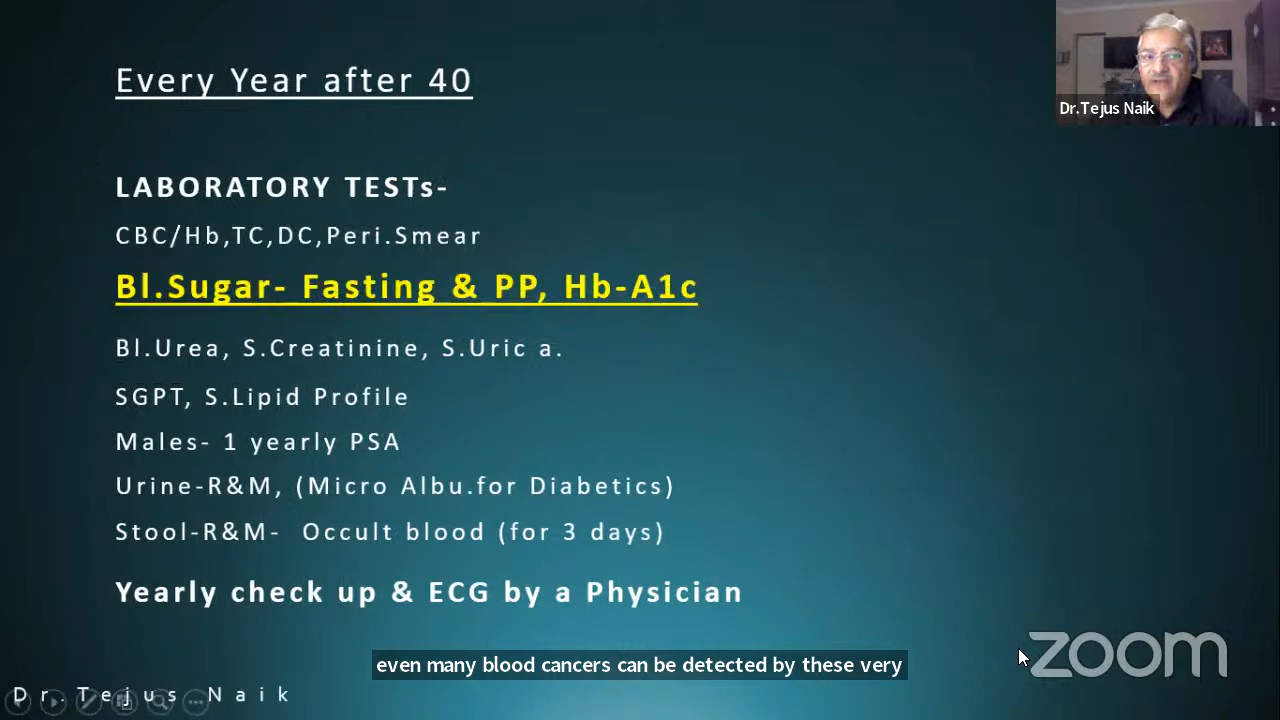 Every Year after 40
Dr.Tejus Naik
LABORATORY TESTs-
CBC/Hb,TC,DC,Peri.Smear
Bl.Sugar- Fasting & PP, Hb-A1c
Bl.Urea, S.Creatinine, S.Uric a.
SGPT, S.Lipid Profile
Males- 1 yearly PSA
Urine-R&M, (Micro Albu.for Diabetics)
Stool-R&M- Occult blood (for 3 days)
Yearly check up & ECG by a Physician
even many blood cancers can be detected by these very
zoom
Dr.Tejus Naik